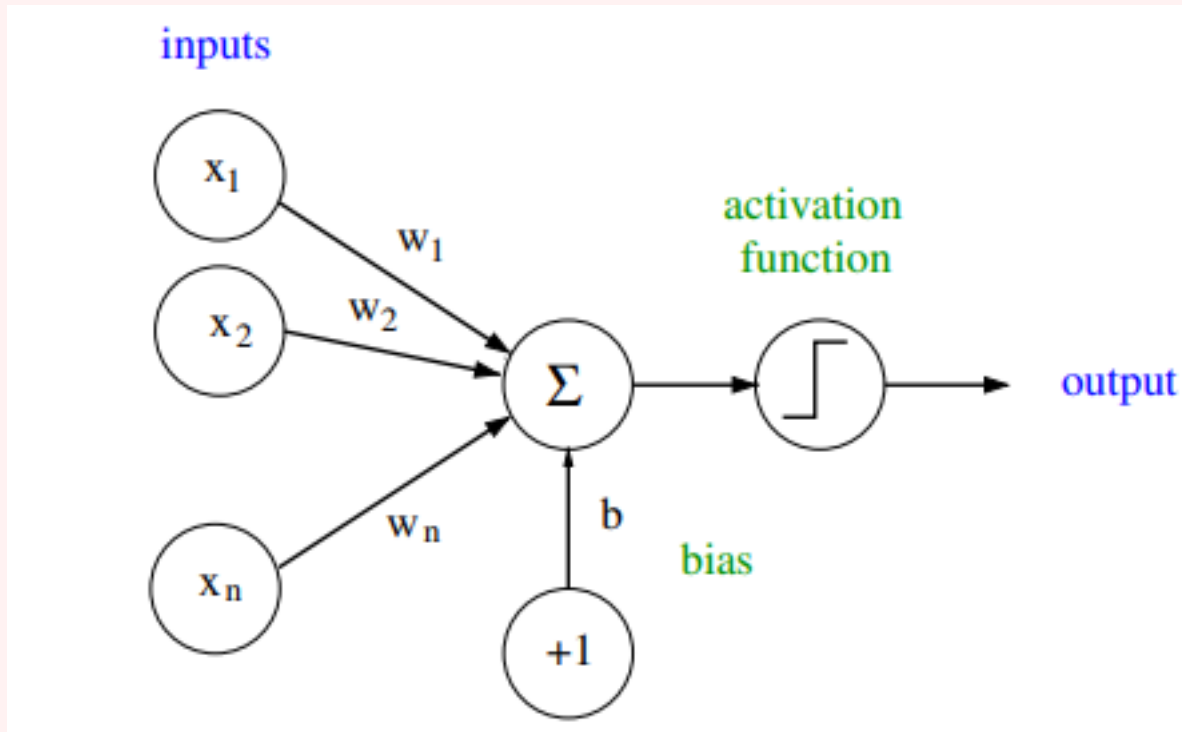 inputs
x1
w1
activation
function
w2
x2
Σ
output
wn
b
bias
xn
+1